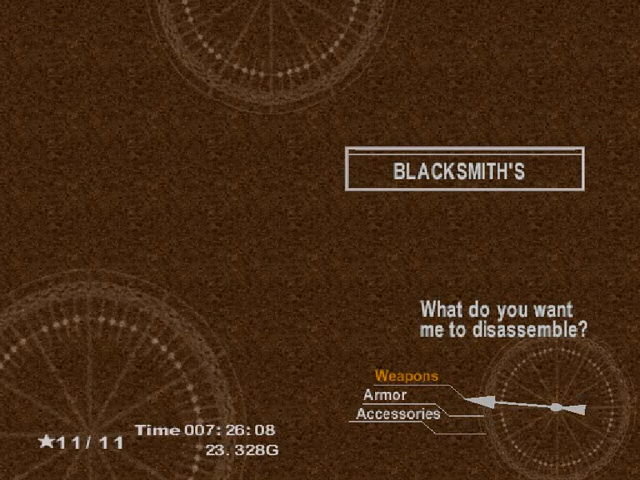 BLACKSMITH'S
What do you want
me to disassemble?
Weapons
Armor
Accessories
Time 007:26:08
★11/11
23.328G